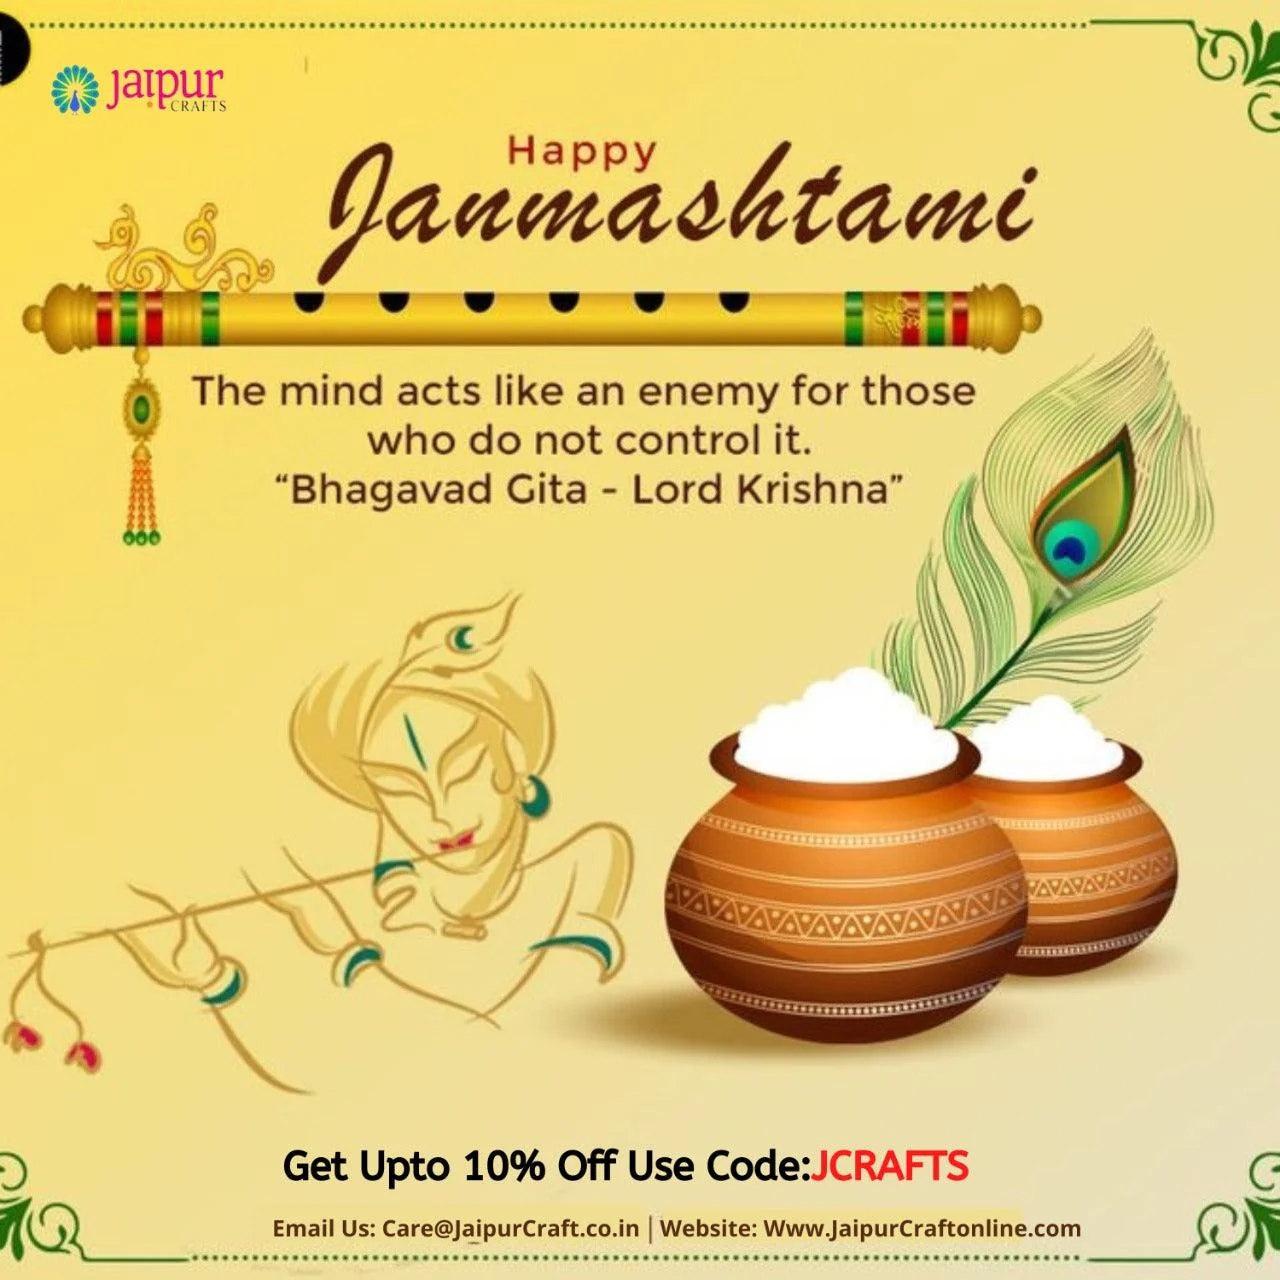 jaipur
CRAFTS
Happy
Janmashtami
The mind acts like an enemy for those
who do not control it.
“Bhagavad Gita - Lord Krishna”
Get Upto 10% Off Use Code:JCRAFTS
Email Us: Care@JaipurCraft.co.in | Website: Www.JaipurCraftonline.com